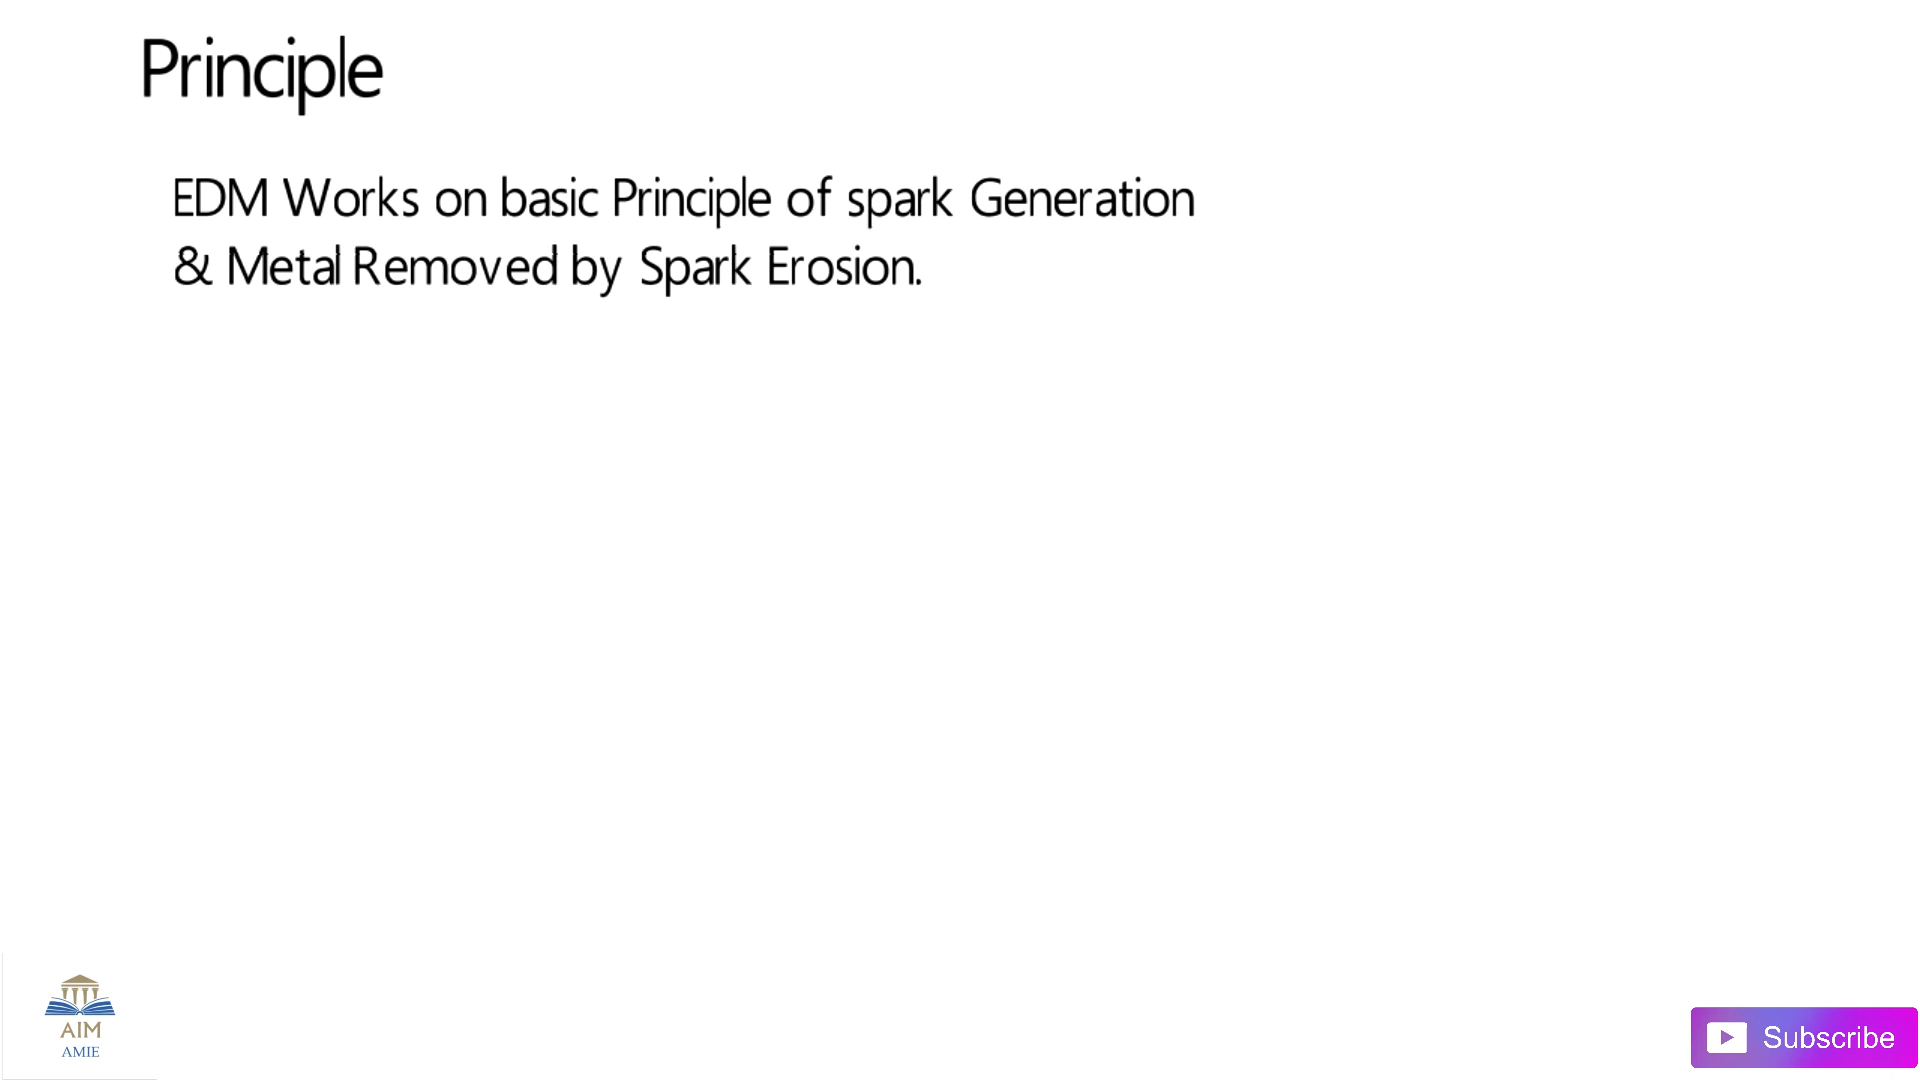 Principle
EDM Works on basic Principle of spark Generation
& Metal Removed by Spark Erosion.
AIM
AMIE
Subscribe